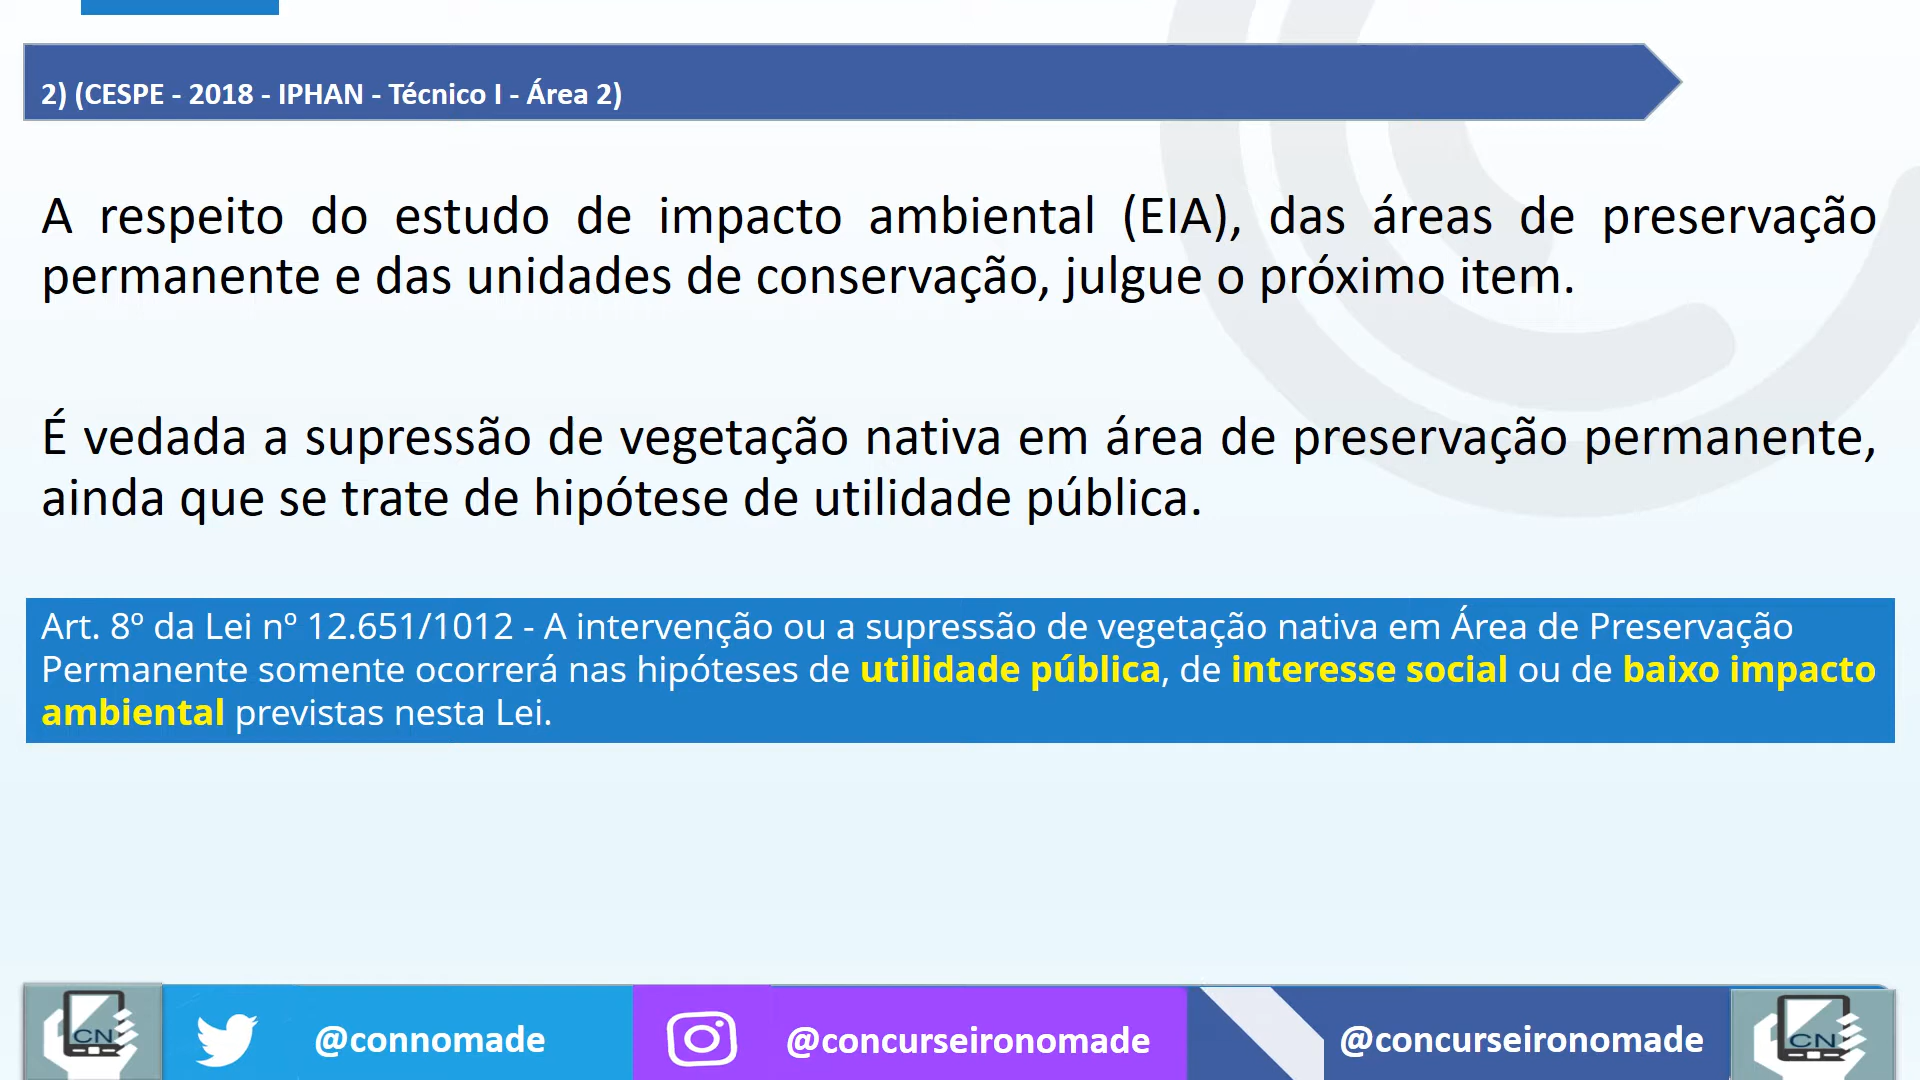 2) (CESPE - 2018 - IPHAN - Técnico I - Área 2)
A respeito do estudo de impacto ambiental (EIA), das áreas de preservação
permanente e das unidades de conservação, julgue o próximo item.
É vedada a supressão de vegetação nativa em área de preservação permanente,
ainda que se trate de hipótese de utilidade pública.
Art. 8º da Lei nº 12.651/1012 - A intervenção ou a supressão de vegetação nativa em Área de Preservação
Permanente somente ocorrerá nas hipóteses de utilidade pública, de interesse social ou de baixo impacto
ambiental previstas nesta Lei.
CN @connomade @concurseironomade @concurseironomade CN